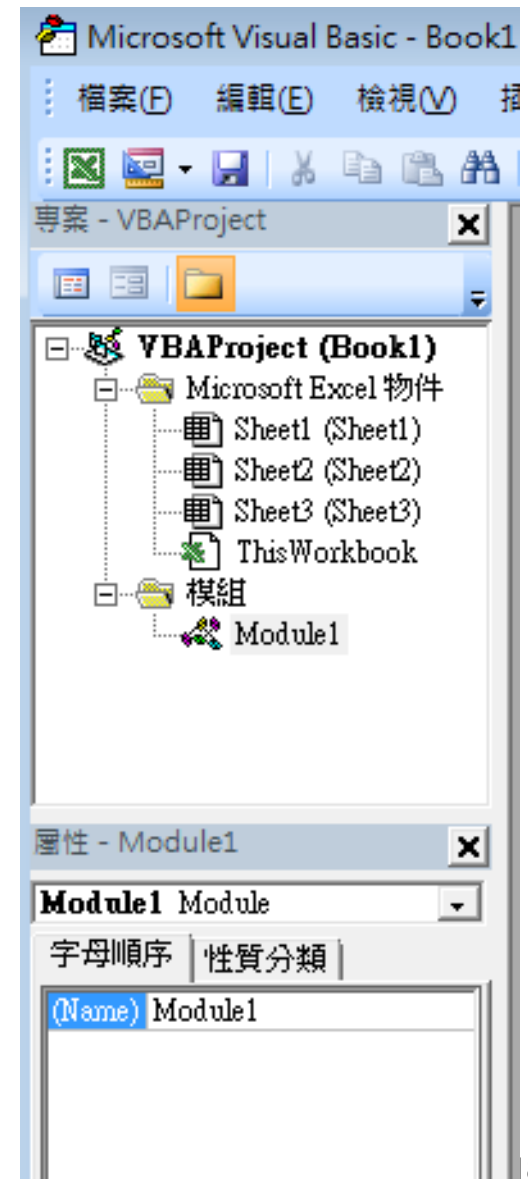 Microsoft Visual Basic - Book1
檔案(F) 編輯(E) 檢視(V)
專案 - VBAProject
VBAProject (Book1)
Microsoft Excel 物件
Sheet1 (Sheet1)
Sheet2 (Sheet2)
Sheet3 (Sheet3)
ThisWorkbook
模組
Module1
屬性 - Module1
Module1 Module
字母順序 性質分類
(Name) Module1